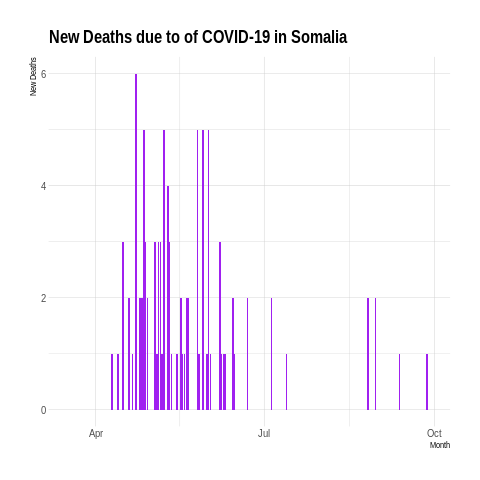 New Deaths due to of COVID-19 in Somalia
New Deaths
6
4
2
0
Apr
Jul
Oct
Month